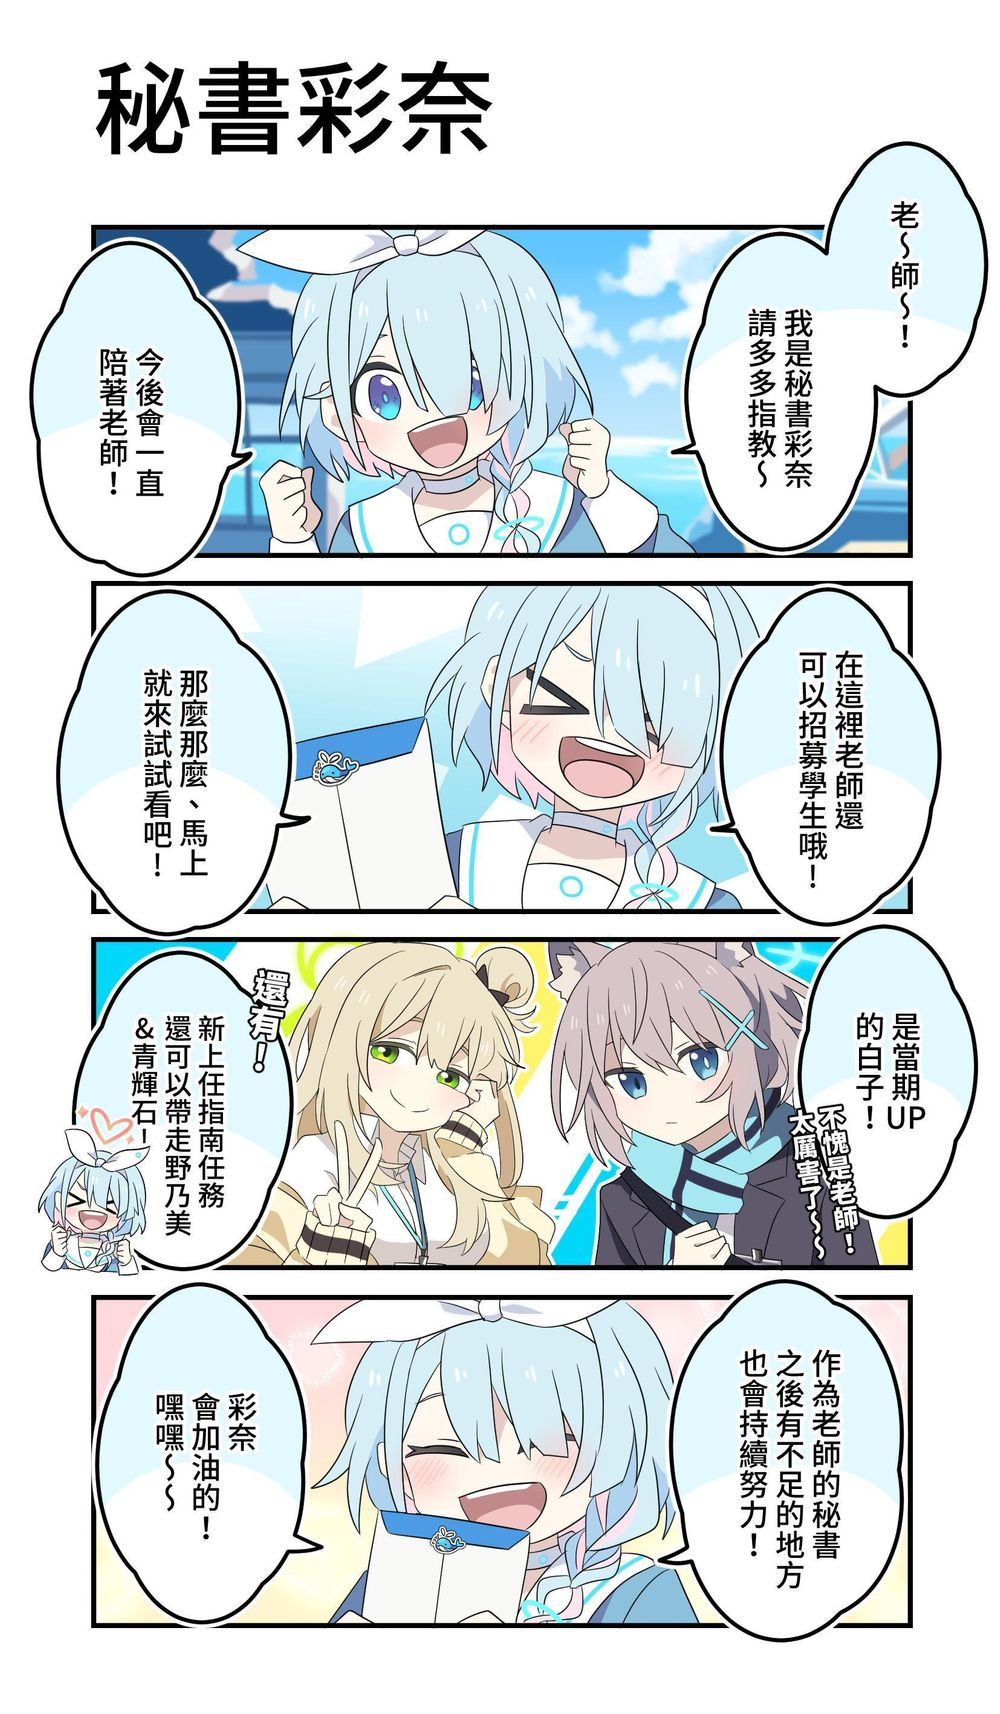 秘書彩奈
老～師～！
我是秘書彩奈
請多多指教～
今後會一直
陪著老師！
在這裡老師還
可以招募學生哦！
那麼那麼、馬上
就來試試看吧！
是當期UP
的白子！
不愧是老師！
太厲害了～～
還有！
新上任指南任務
還可以帶走野乃美
&青輝石！
作為老師的秘書
之後有不足的地方
也會持續努力！
彩奈
會加油的！
嘿嘿～～